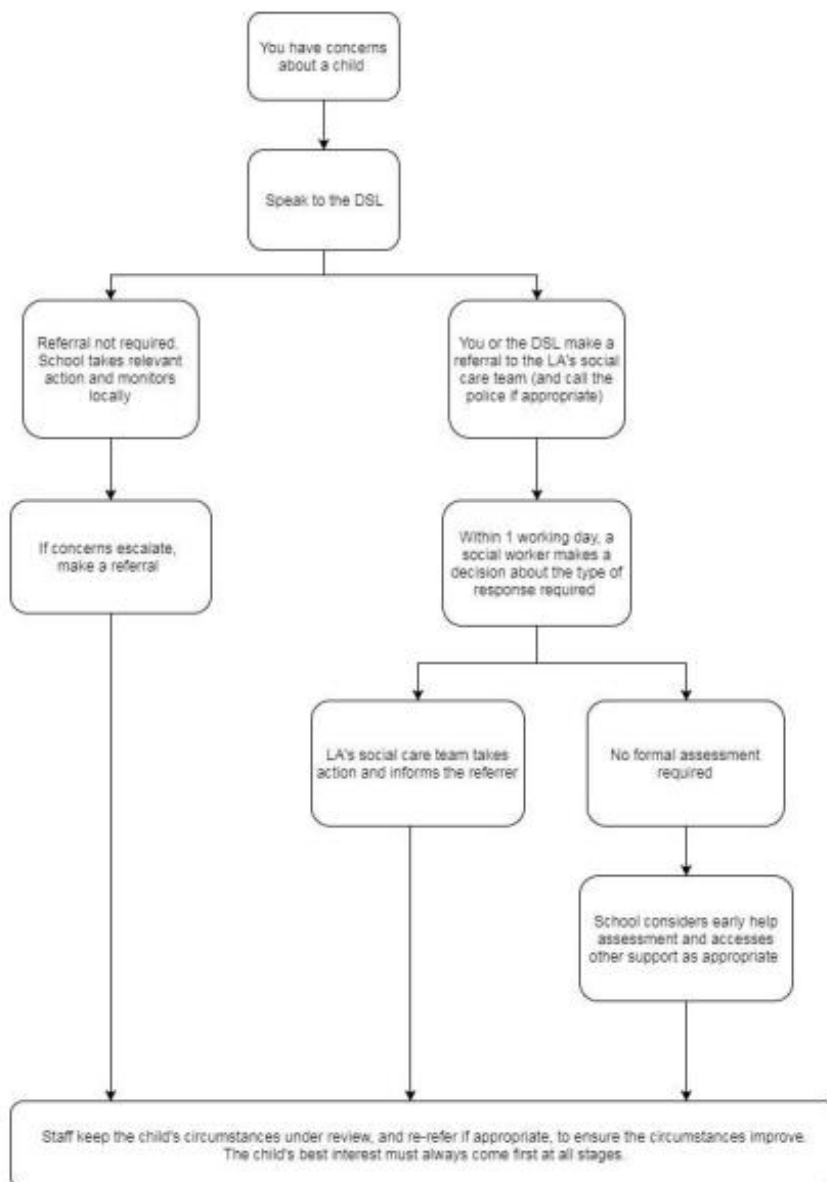 You have concerns
about a child
Speak to the DSL
Referral not required.
School takes relevant
action and monitors
locally
You or the DSL make a
referral to the LA's social
care team (and call the
police if appropriate)
If concerns escalate,
make a referral
Within 1 working day, a
social worker makes a
decision about the type of
response required
LA's social care team takes
action and informs the referrer
No formal assessment
required
School considers early help
assessment and accesses
other support as appropriate
Staff keep the child's circumstances under review, and re-refer if appropriate, to ensure the circumstances improve.
The child's best interest must always come first at all stages.